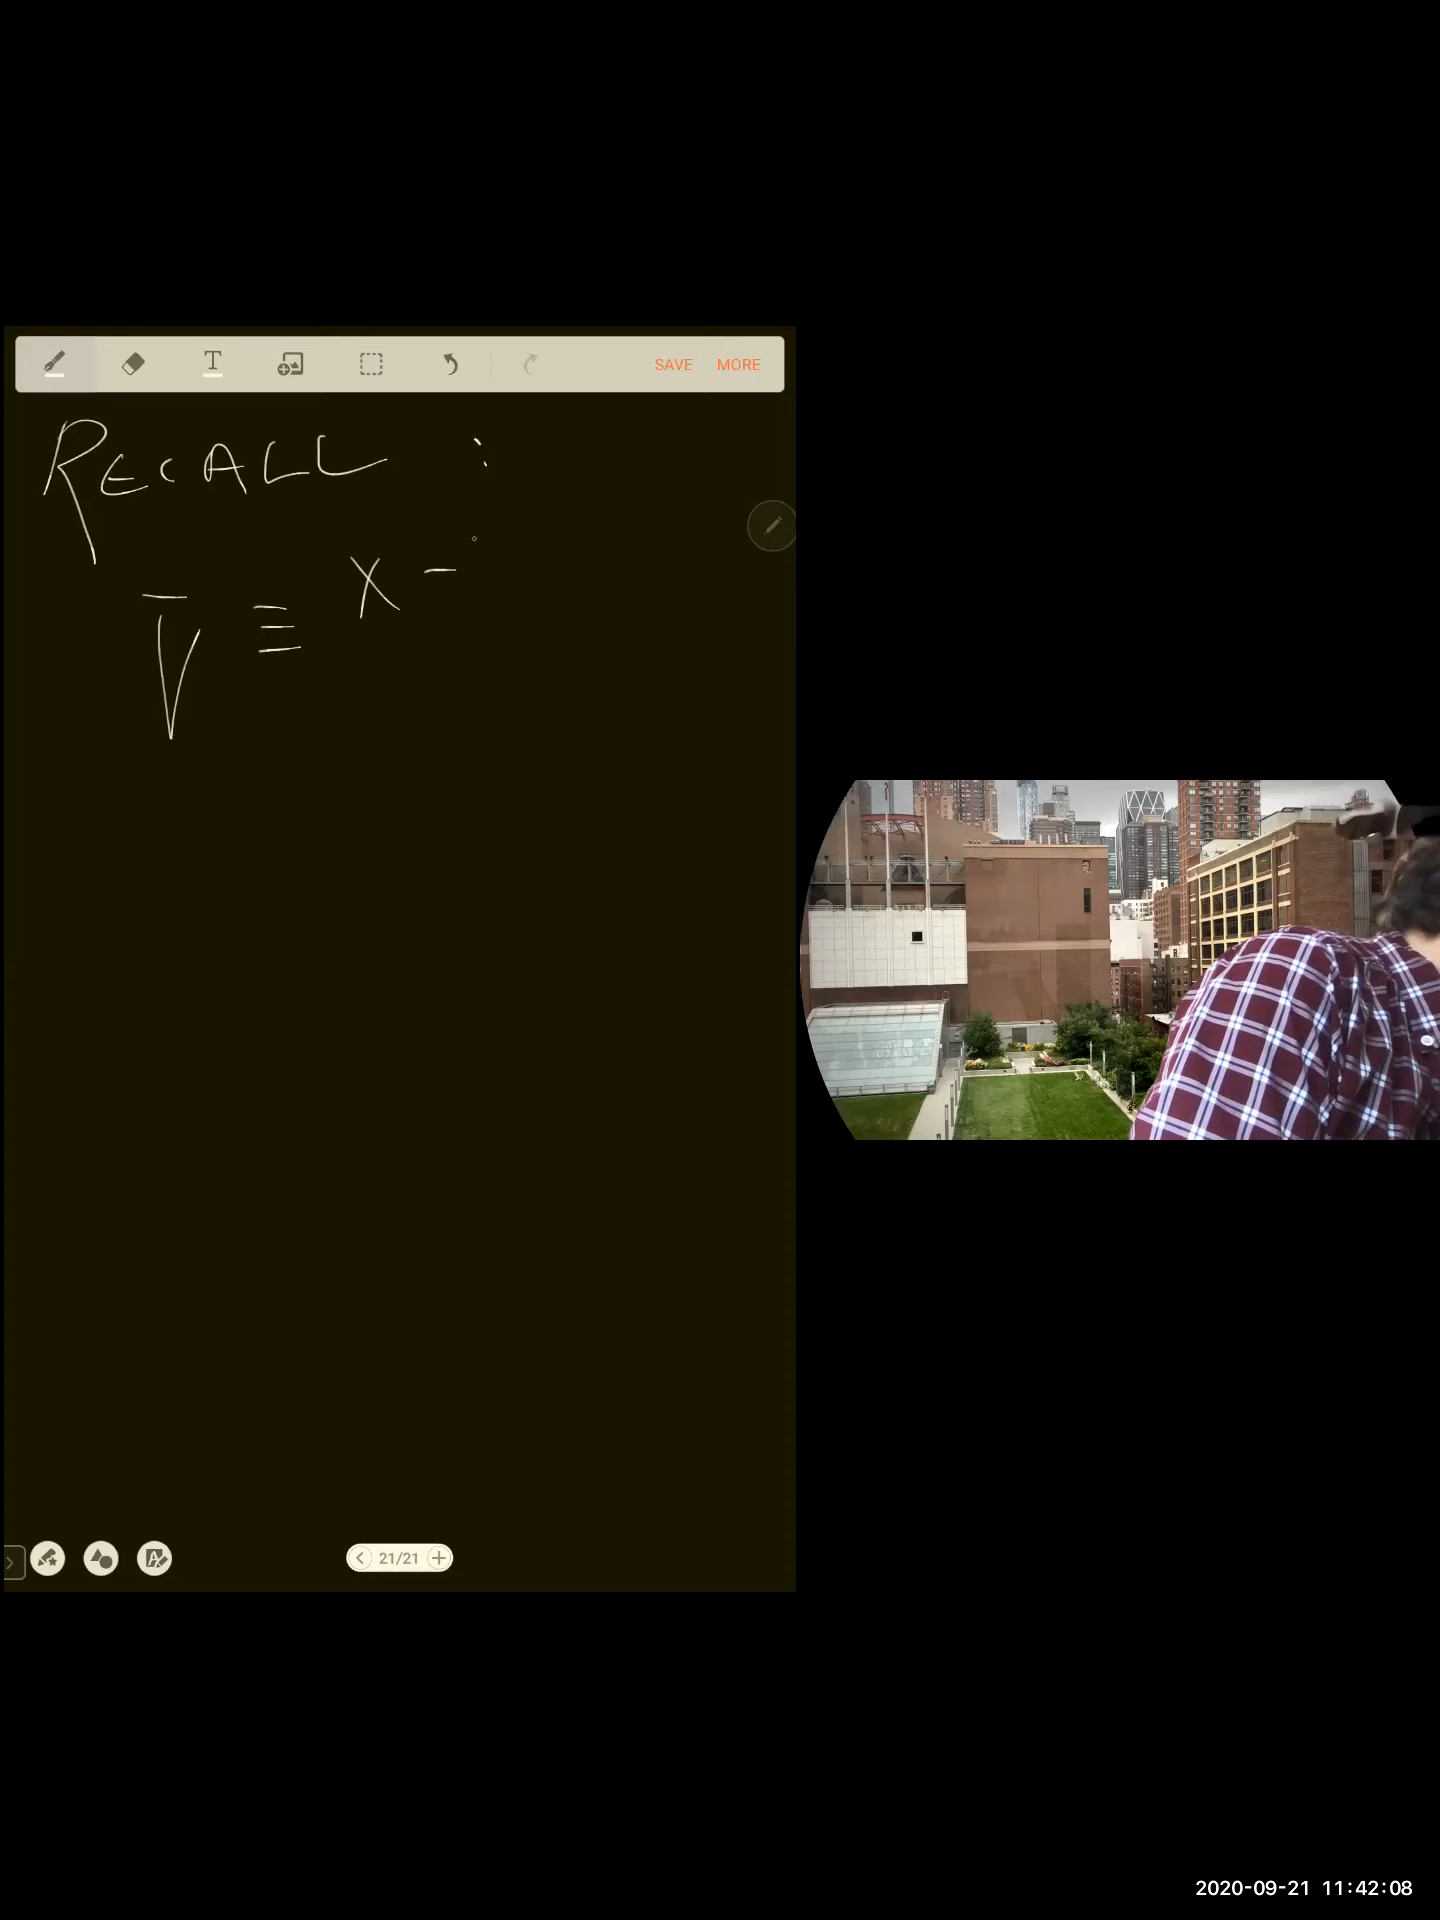 SAVE MORE
RECALL :
V̄ ≡ X -
21/21
2020-09-21 11:42:08